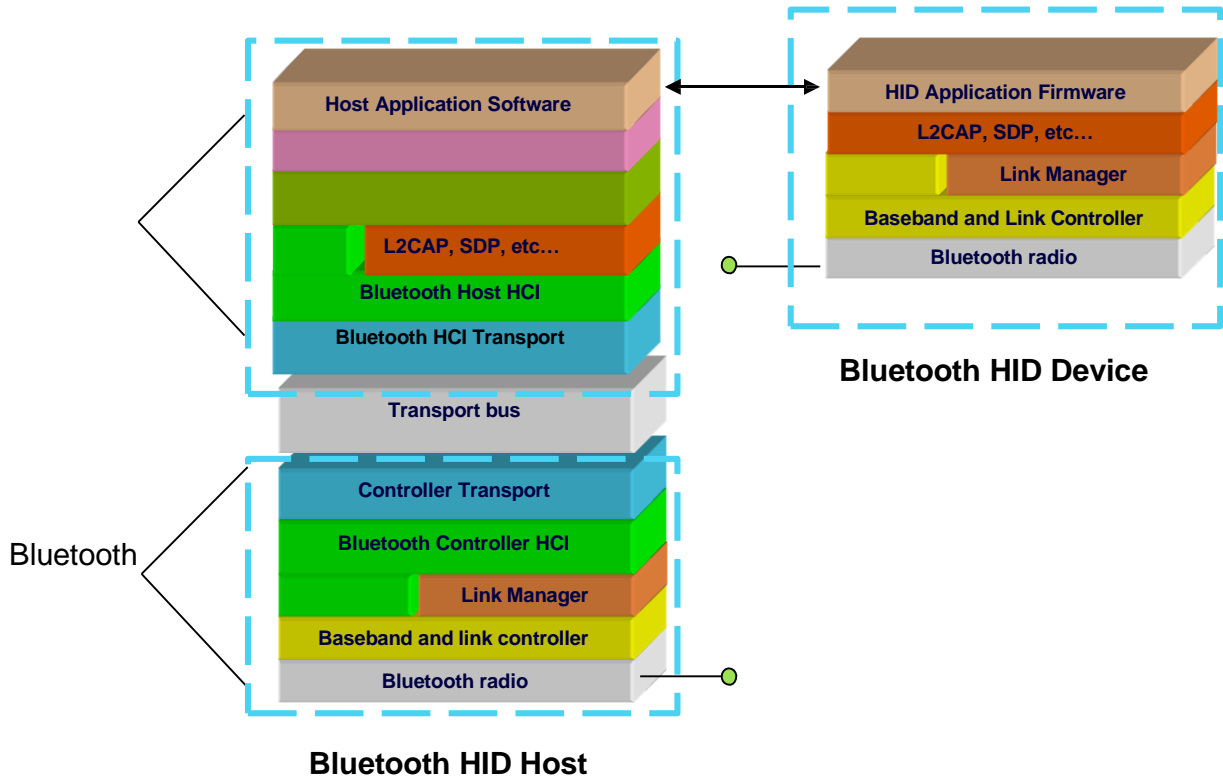 Host Application Software
L2CAP, SDP, etc…
Bluetooth Host HCI
Bluetooth HCI Transport
Transport bus
Controller Transport
Bluetooth Controller HCI
Link Manager
Baseband and link controller
Bluetooth radio
Bluetooth
Bluetooth HID Host
HID Application Firmware
L2CAP, SDP, etc…
Link Manager
Baseband and Link Controller
Bluetooth radio
Bluetooth HID Device